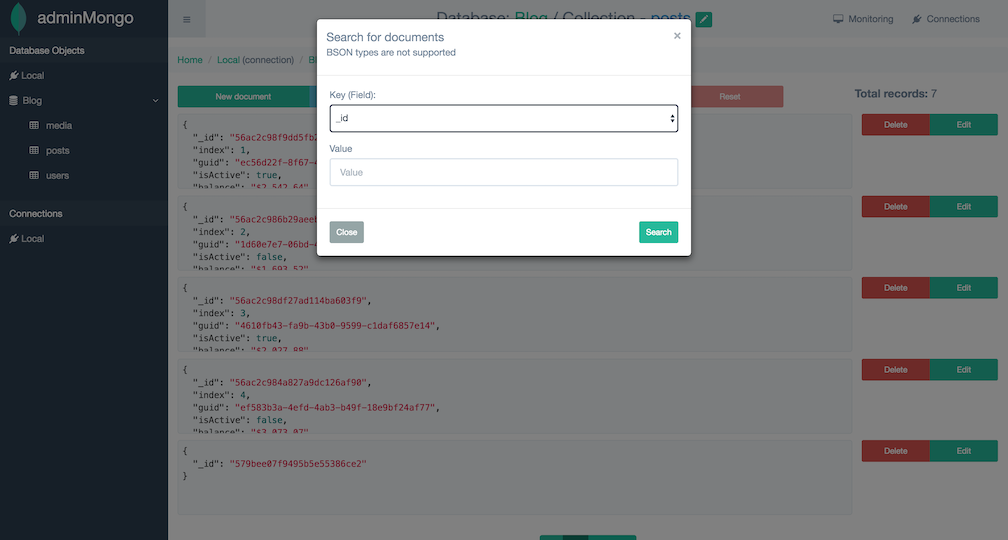 adminMongo
≡
Database: Blog / Collection - posts
Monitoring
Connections
Database Objects
Local
Blog
media
posts
users
Connections
Local
Home / Local (connection) / Bl
New document
Reset
Total records: 7
Search for documents
×
BSON types are not supported
Key (Field):
_id
Value
Value
Close
Search
{
"_id": "56ac2c98f9dd5fb2
"index": 1,
"guid": "ec56d22f-8f67-
"isActive": true,
"balance": "$2,542.64"
Delete
Edit
{
"_id": "56ac2c986b29aeeb
"index": 2,
"guid": "1d60e7e7-06bd-
"isActive": false,
"balance": "$1,693.52"
Delete
Edit
{
"_id": "56ac2c98df27ad114ba603f9",
"index": 3,
"guid": "4610fb43-fa9b-43b0-9599-c1daf6857e14",
"isActive": true,
"balance": "$2,027.88"
Delete
Edit
{
"_id": "56ac2c984a827a9dc126af90",
"index": 4,
"guid": "ef583b3a-4efd-4ab3-b49f-18e9bf24af77",
"isActive": false,
"balance": "$3,073.07"
Delete
Edit
{
"_id": "579bee07f9495b5e55386ce2"
}
Delete
Edit